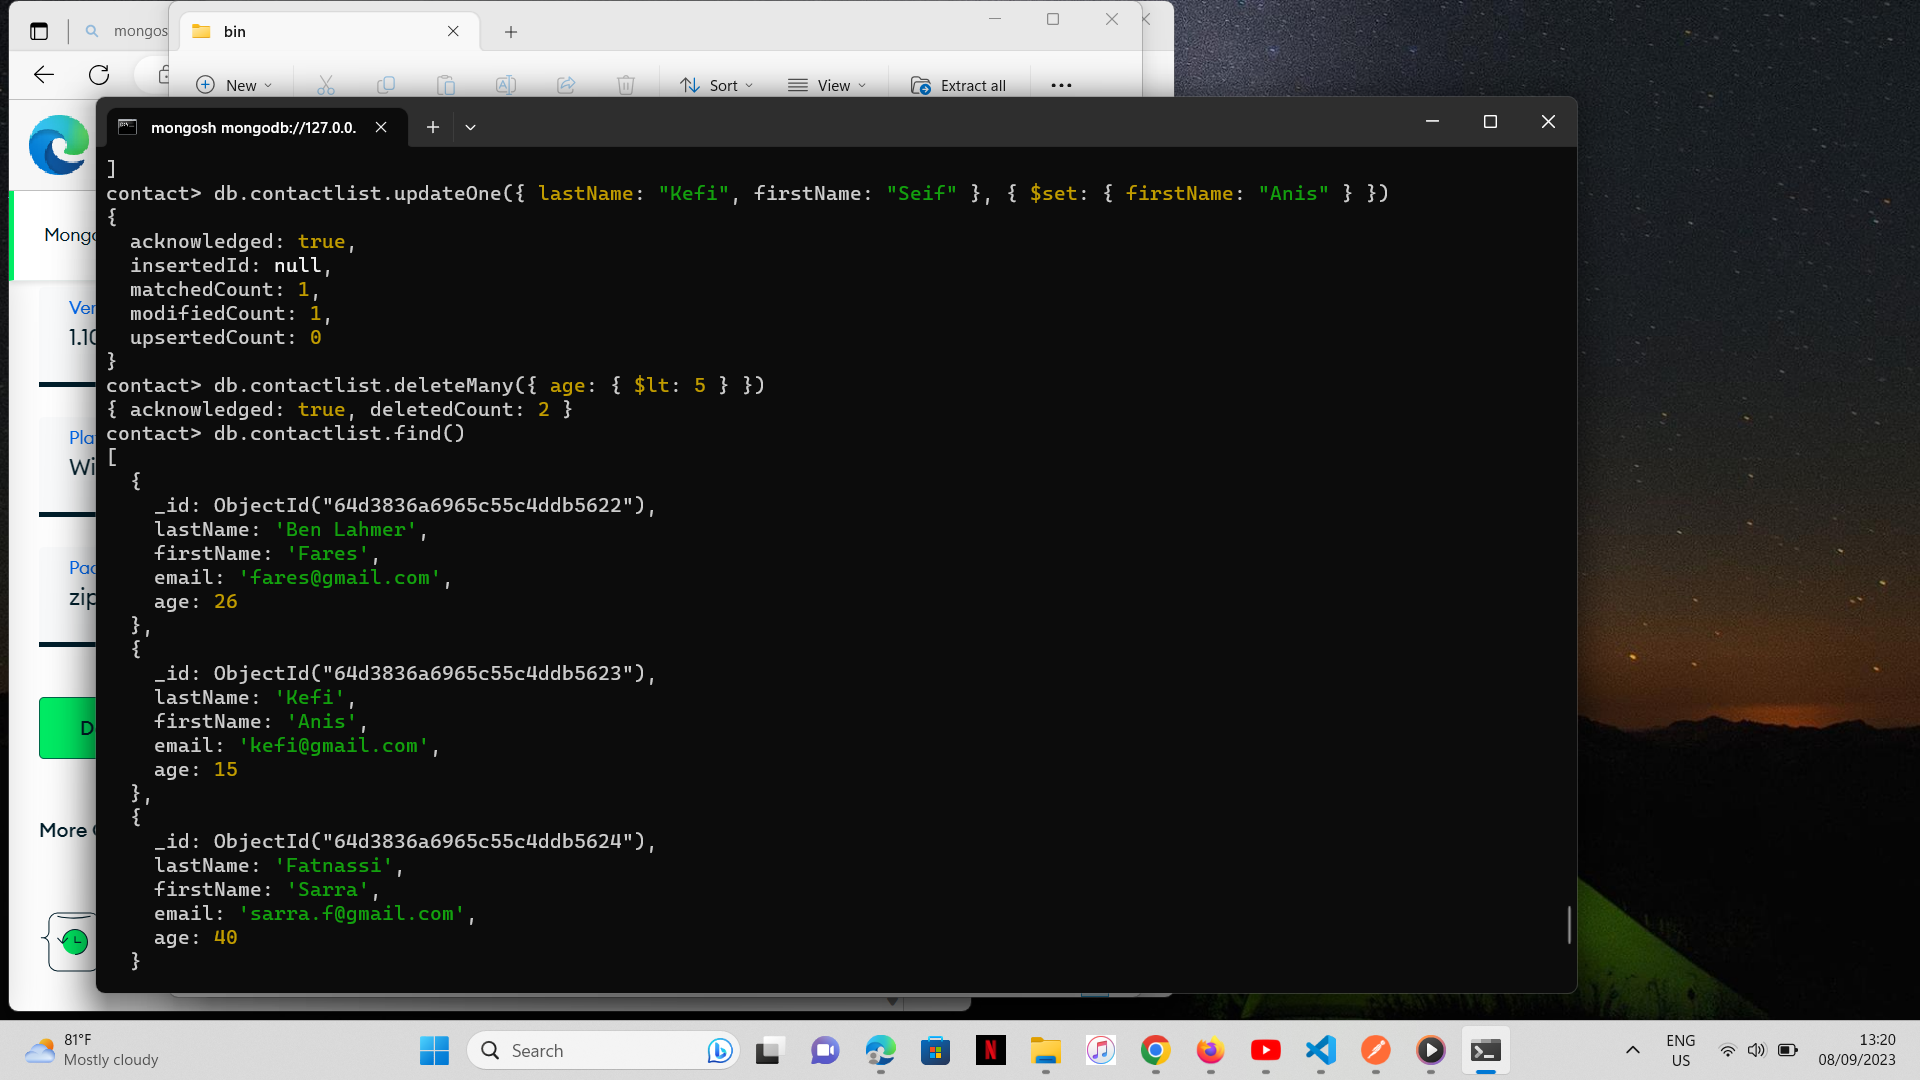 mongos
bin
New
Sort
View
Extract all
mongosh mongodb://127.0.0.
]
contact> db.contactlist.updateOne({ lastName: "Kefi", firstName: "Seif" }, { $set: { firstName: "Anis" } })
{
acknowledged: true,
insertedId: null,
matchedCount: 1,
modifiedCount: 1,
upsertedCount: 0
}
contact> db.contactlist.deleteMany({ age: { $lt: 5 } })
{ acknowledged: true, deletedCount: 2 }
contact> db.contactlist.find()
[
{
_id: ObjectId("64d3836a6965c55c4ddb5622"),
lastName: 'Ben Lahmer',
firstName: 'Fares',
email: 'fares@gmail.com',
age: 26
},
{
_id: ObjectId("64d3836a6965c55c4ddb5623"),
lastName: 'Kefi',
firstName: 'Anis',
email: 'kefi@gmail.com',
age: 15
},
{
_id: ObjectId("64d3836a6965c55c4ddb5624"),
lastName: 'Fatnassi',
firstName: 'Sarra',
email: 'sarra.f@gmail.com',
age: 40
}
Mongo
Ver
1.10
Pla
Wi
Pac
zip
D
More
81°F
Mostly cloudy
Search
ENG
US
13:20
08/09/2023